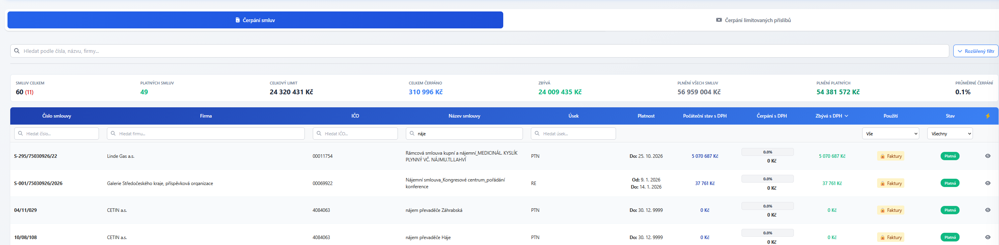 Čerpání smluv
Čerpání limitovaných příslibů
Hledat podle čísla, názvu, firmy...
Rozšířený filtr
SMLUV CELKEM
60 (11)
PLATNÝCH SMLUV
49
CELKOVÝ LIMIT
24 320 431 Kč
CELKEM ČERPÁNO
310 996 Kč
ZBÝVÁ
24 009 435 Kč
PLNĚNÍ VŠECH SMLUV
56 959 004 Kč
PLNĚNÍ PLATNÝCH
54 381 572 Kč
PRŮMĚRNÉ ČERPÁNÍ
0.1%
Číslo smlouvy Firma IČO Název smlouvy Úsek Platnost Počáteční stav s DPH Čerpání s DPH Zbývá s DPH Použití Stav
Hledat číslo... Hledat firmu... Hledat IČO... náje Hledat úsek... Vše Všechny
S-295/75030926/22
Linde Gas a.s.
00011754
Rámcová smlouva kupní a nájemní_MEDICINÁL. KYSLÍK
PLYNNÝ VČ. NÁJMU.TL.LAHVÍ
PTN
Do: 25. 10. 2026
5 070 687 Kč
0.0%
0 Kč
5 070 687 Kč
Faktury
Platná
S-001/75030926/2026
Galerie Středočeského kraje, příspěvková organizace
00069922
Nájemní smlouva_Kongresové centrum_pořádání
konference
RE
Od: 9. 1. 2026
Do: 14. 1. 2026
37 761 Kč
0.0%
0 Kč
37 761 Kč
Faktury
Platná
04/11/029
CETIN a.s.
4084063
nájem převaděče Záhrabská
PTN
Do: 30. 12. 9999
0 Kč
0.0%
0 Kč
0 Kč
Faktury
Platná
10/08/108
CETIN a.s.
4084063
nájem převaděče Háje
PTN
Do: 30. 12. 9999
0 Kč
0.0%
0 Kč
0 Kč
Faktury
Platná